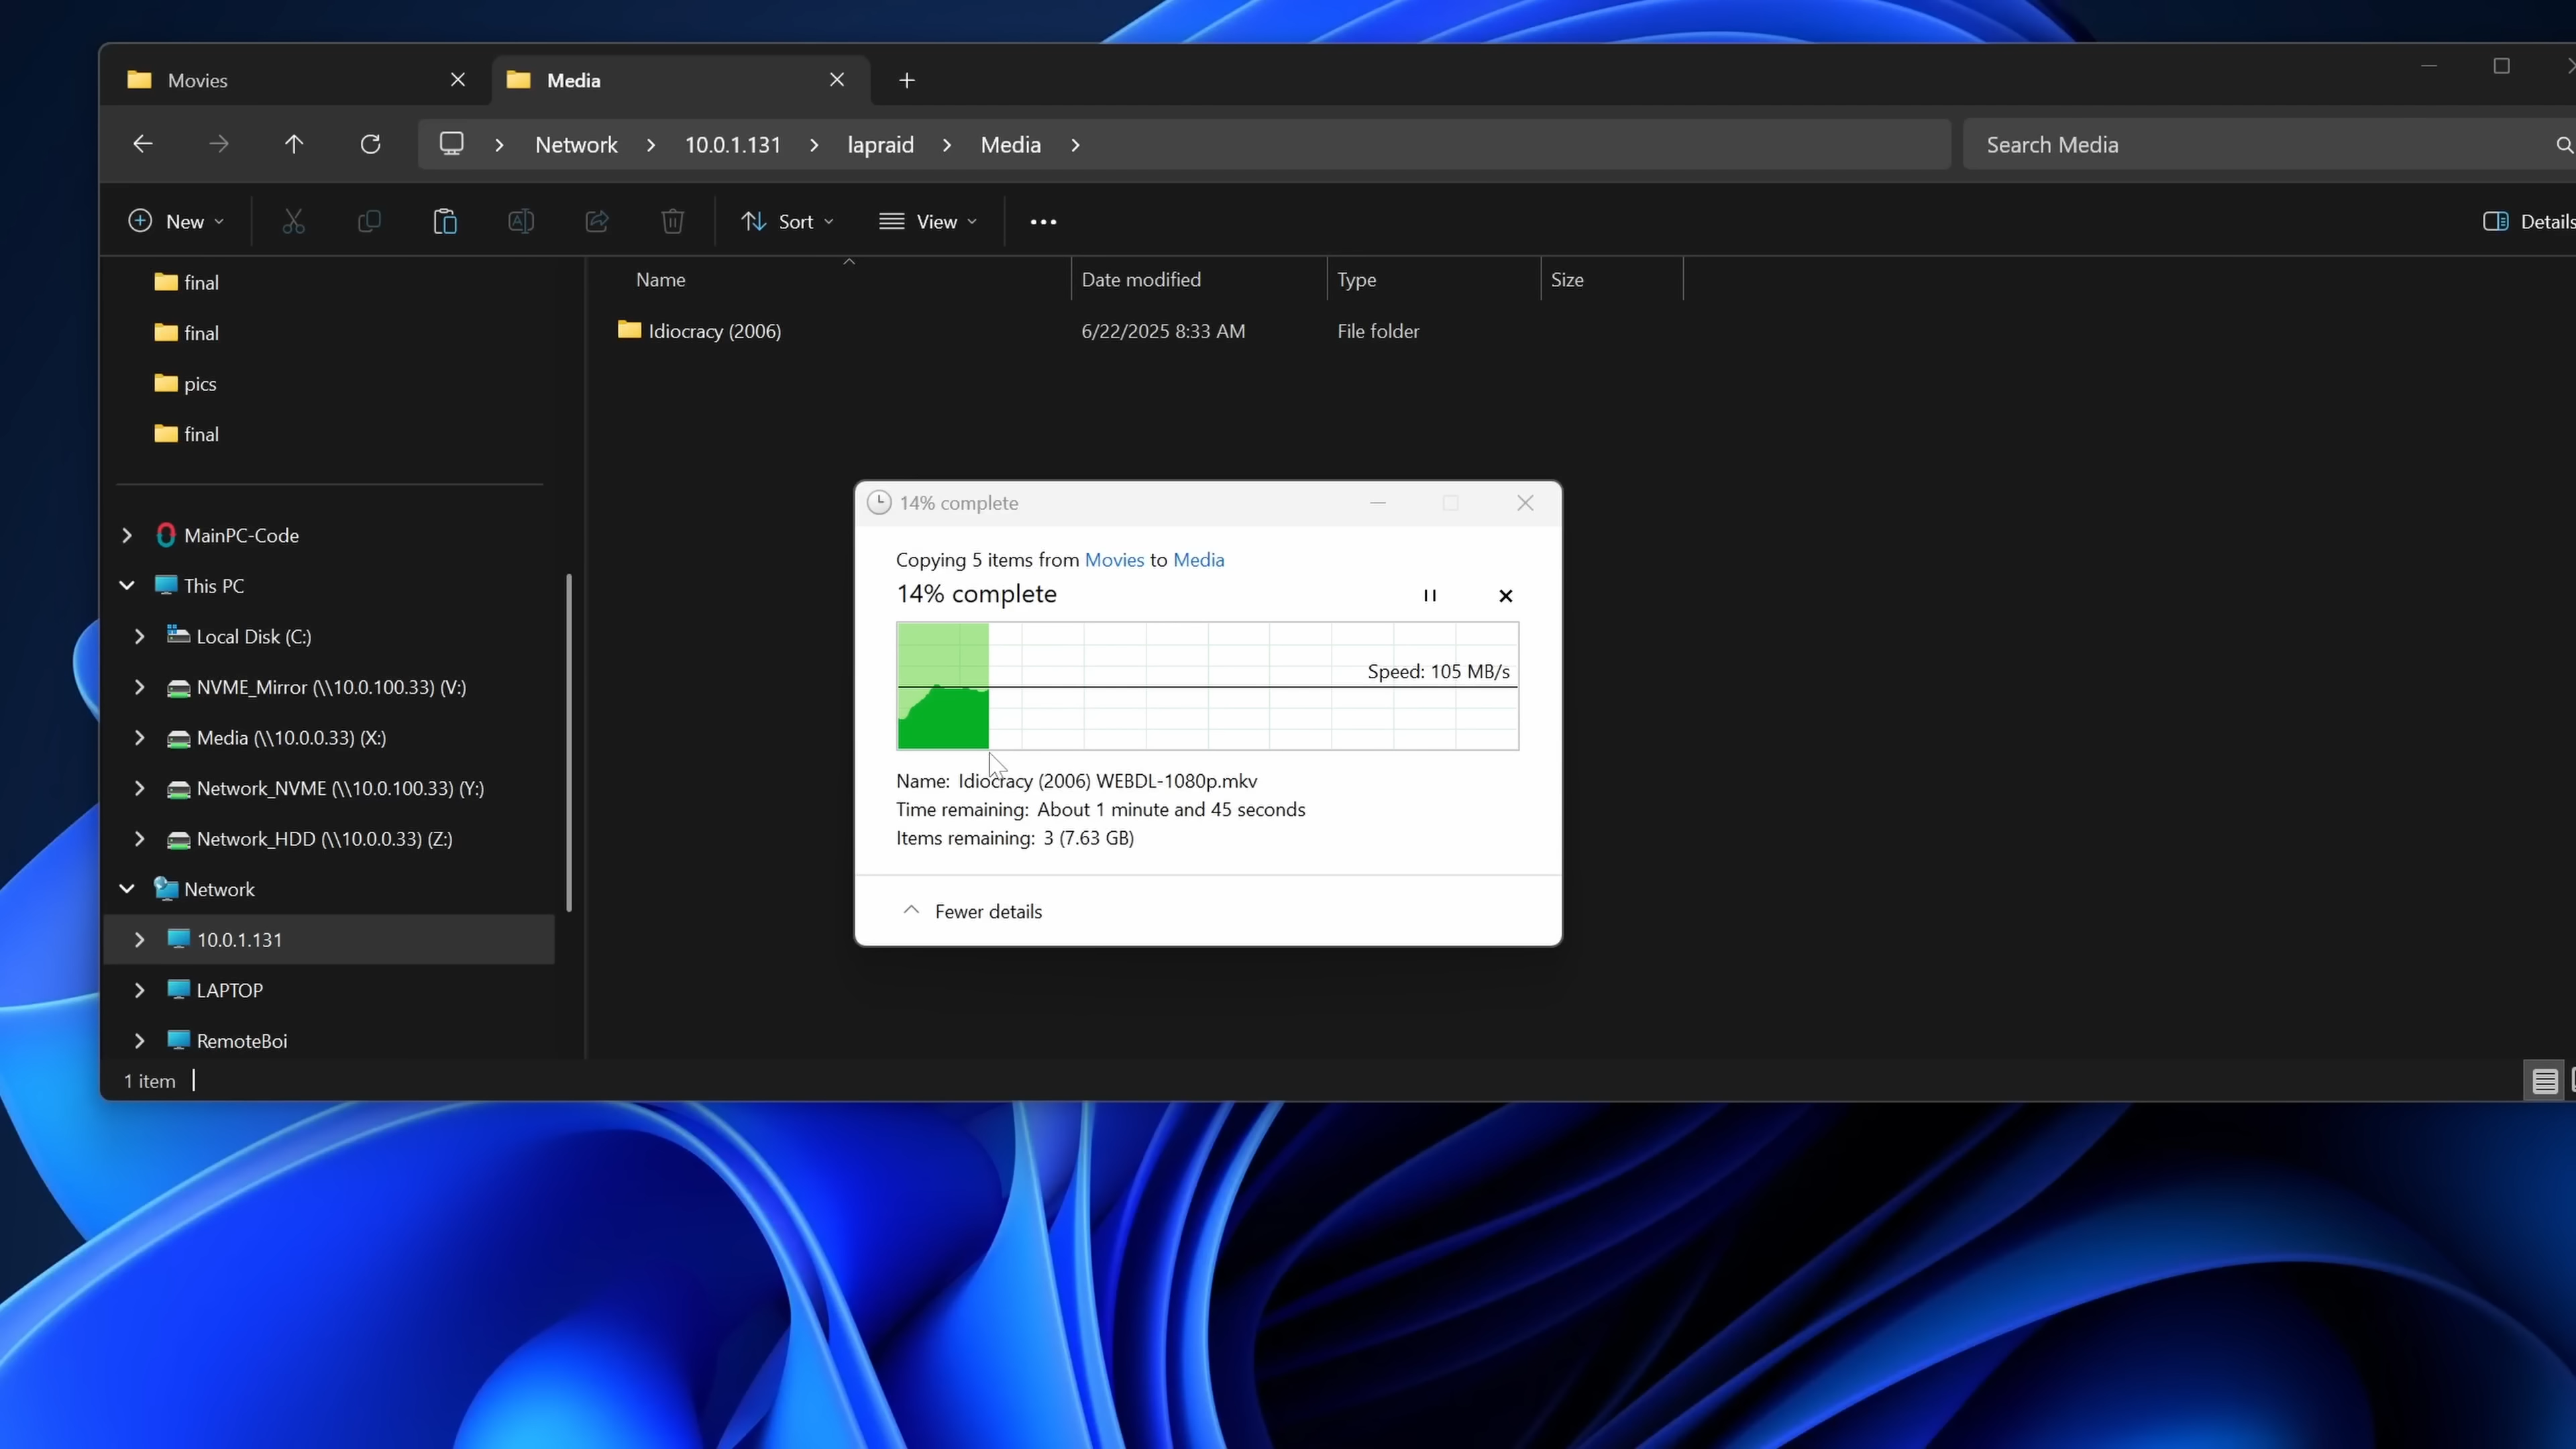 Movies
Media
Network
10.0.1.131
lapraid
Media
Search Media
New
Sort
View
Details
final
final
pics
final
MainPC-Code
This PC
Local Disk (C:)
NVME_Mirror (\\10.0.100.33) (V:)
Media (\\10.0.0.33) (X:)
Network_NVME (\\10.0.100.33) (Y:)
Network_HDD (\\10.0.0.33) (Z:)
Network
10.0.1.131
LAPTOP
RemoteBoi
Name Date modified Type Size
Idiocracy (2006) 6/22/2025 8:33 AM File folder
14% complete
Copying 5 items from Movies to Media
14% complete
Speed: 105 MB/s
Name: Idiocracy (2006) WEBDL-1080p.mkv
Time remaining: About 1 minute and 45 seconds
Items remaining: 3 (7.63 GB)
Fewer details
1 item